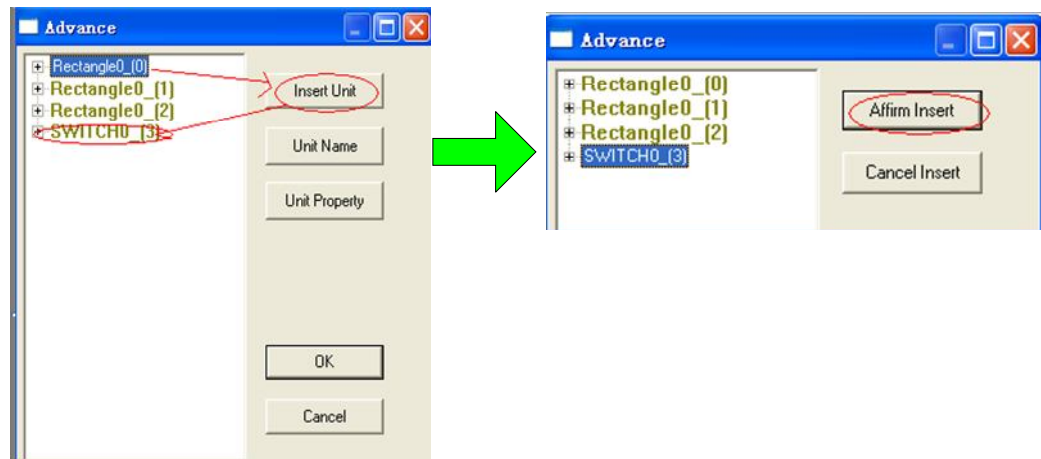 Advance
Rectangle0_(0)
Rectangle0_(1)
Rectangle0_(2)
SWITCH0_(3)
Insert Unit
Unit Name
Unit Property
OK
Cancel
Advance
Rectangle0_(0)
Rectangle0_(1)
Rectangle0_(2)
SWITCH0_(3)
Affirm Insert
Cancel Insert